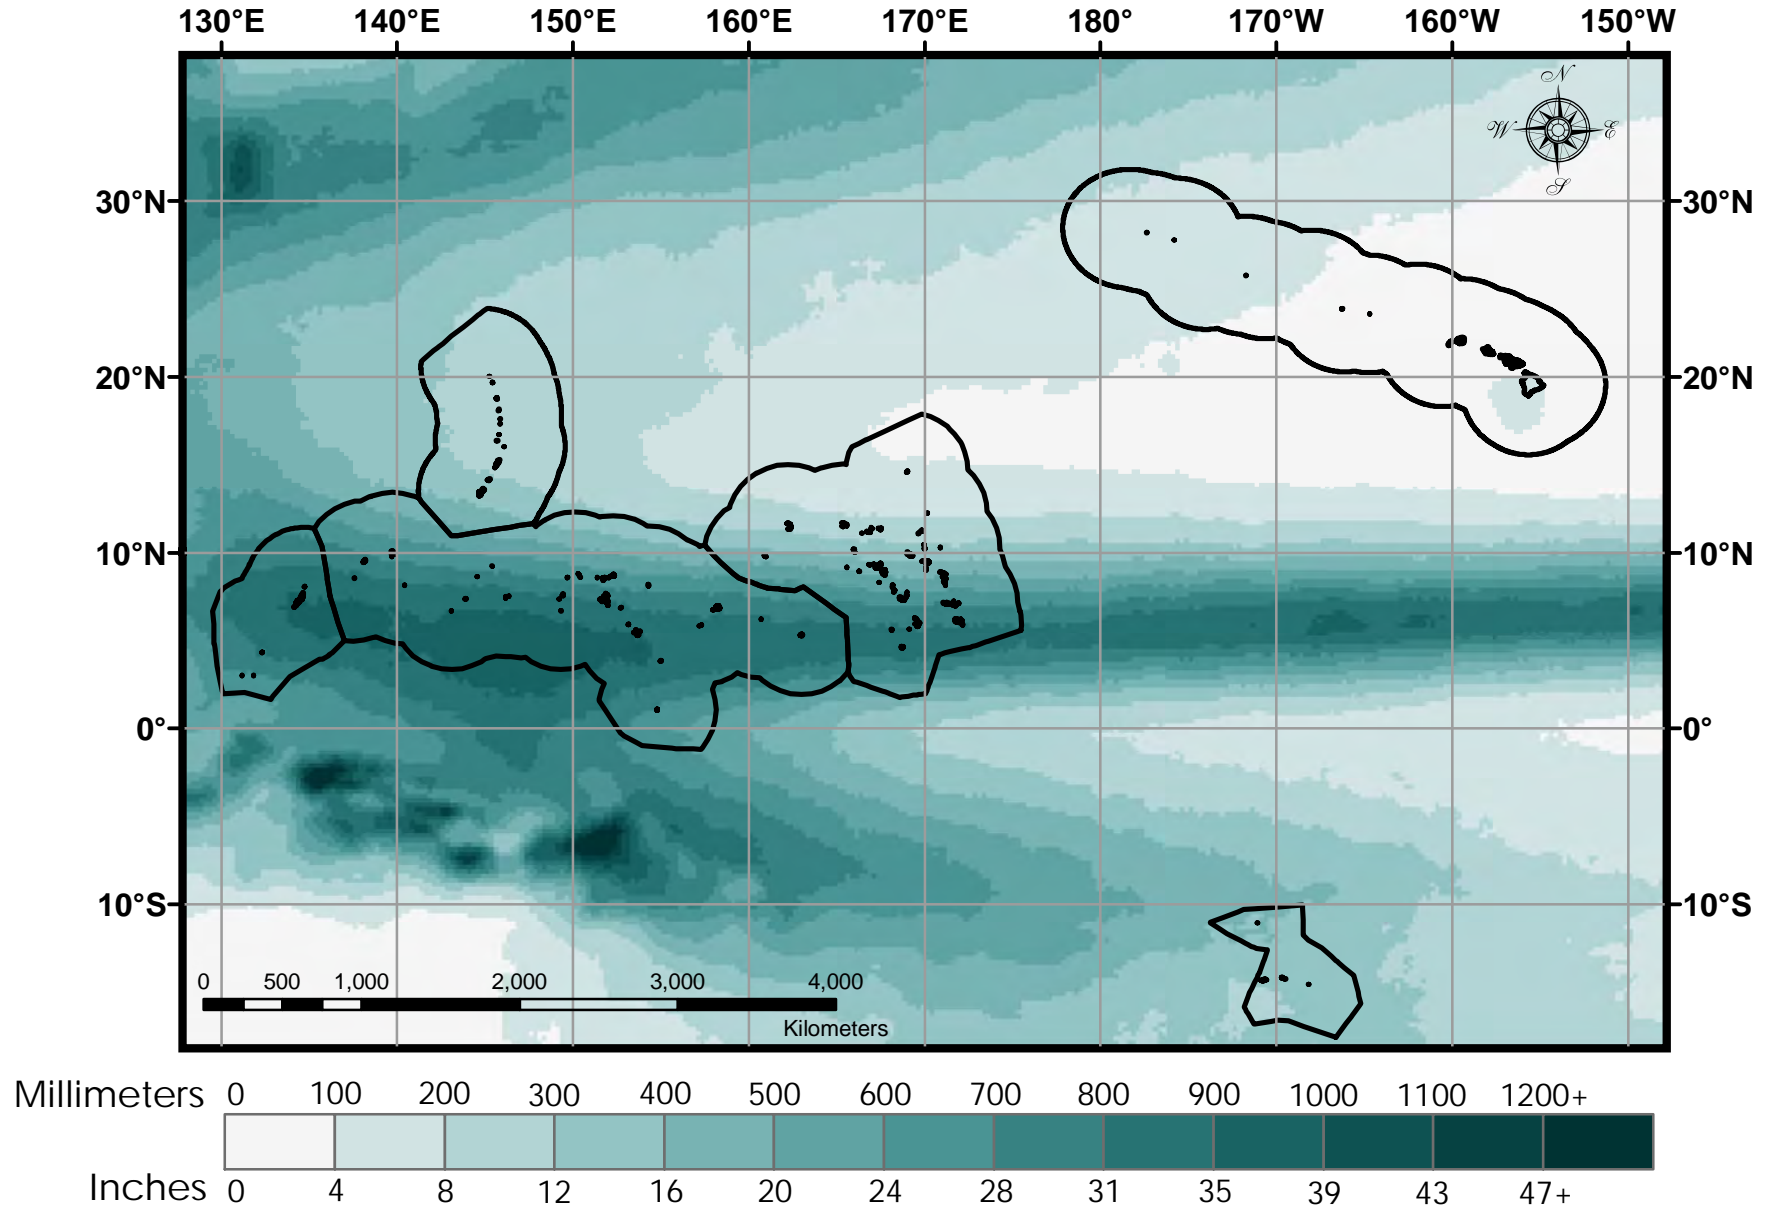 130°E 140°E 150°E 160°E 170°E 180° 170°W 160°W 150°W
N
W E
S
30°N 30°N
20°N 20°N
10°N 10°N
0° 0°
10°S 10°S
0 500 1,000 2,000 3,000 4,000
Kilometers
Millimeters 0 100 200 300 400 500 600 700 800 900 1000 1100 1200+
Inches 0 4 8 12 16 20 24 28 31 35 39 43 47+